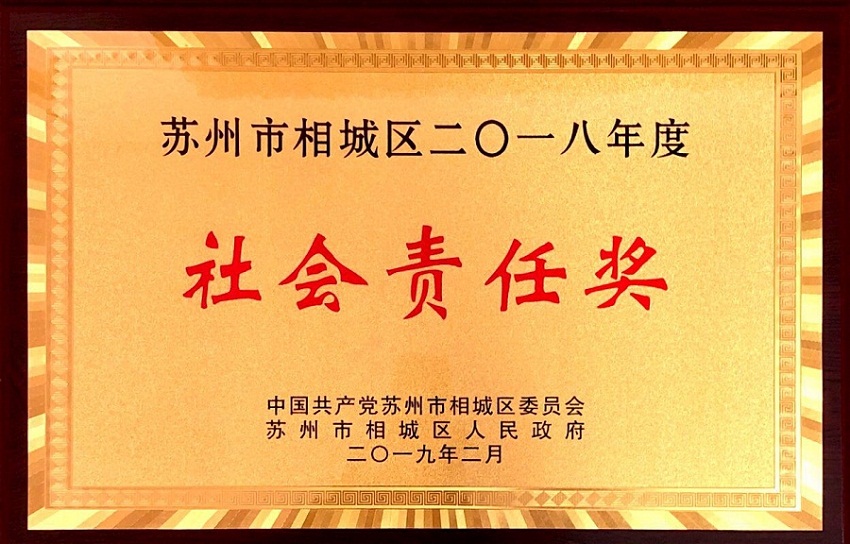 苏州市相城区二〇一八年度
社会责任奖
中国共产党苏州市相城区委员会
苏州市相城区人民政府
二〇一九年二月